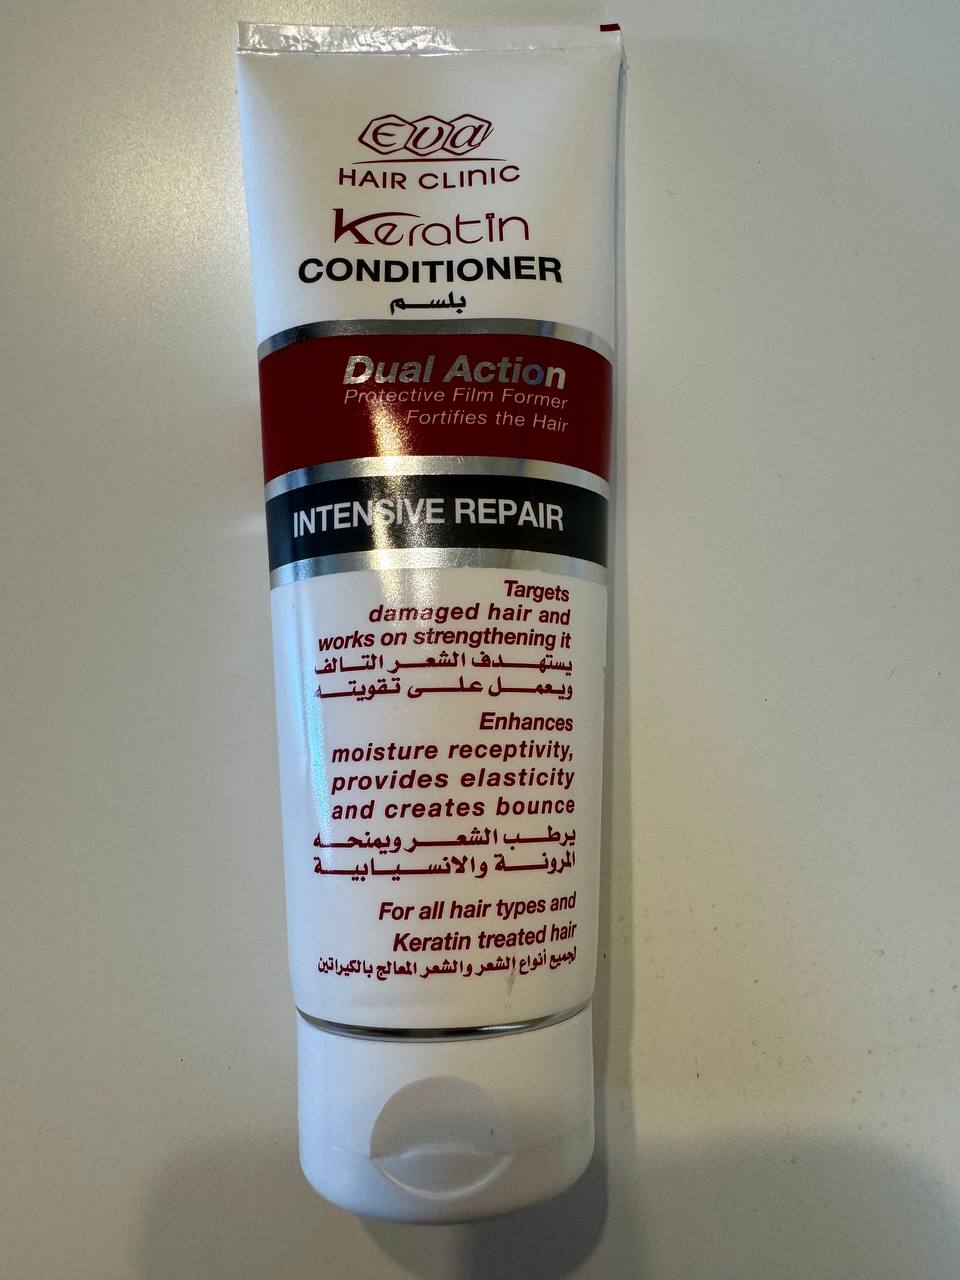 Eva
HAIR CLINIC
Keratin
CONDITIONER
بلسم
Dual Action
Protective Film Former
Fortifies the Hair
INTENSIVE REPAIR
Targets
damaged hair and
works on strengthening it
يستهدف الشعر التالف
ويعمل على تقويته
Enhances
moisture receptivity,
provides elasticity
and creates bounce
يرطب الشعر ويمنحه
المرونة والانسيابية
For all hair types and
Keratin treated hair
لجميع أنواع الشعر والشعر المعالج بالكيراتين